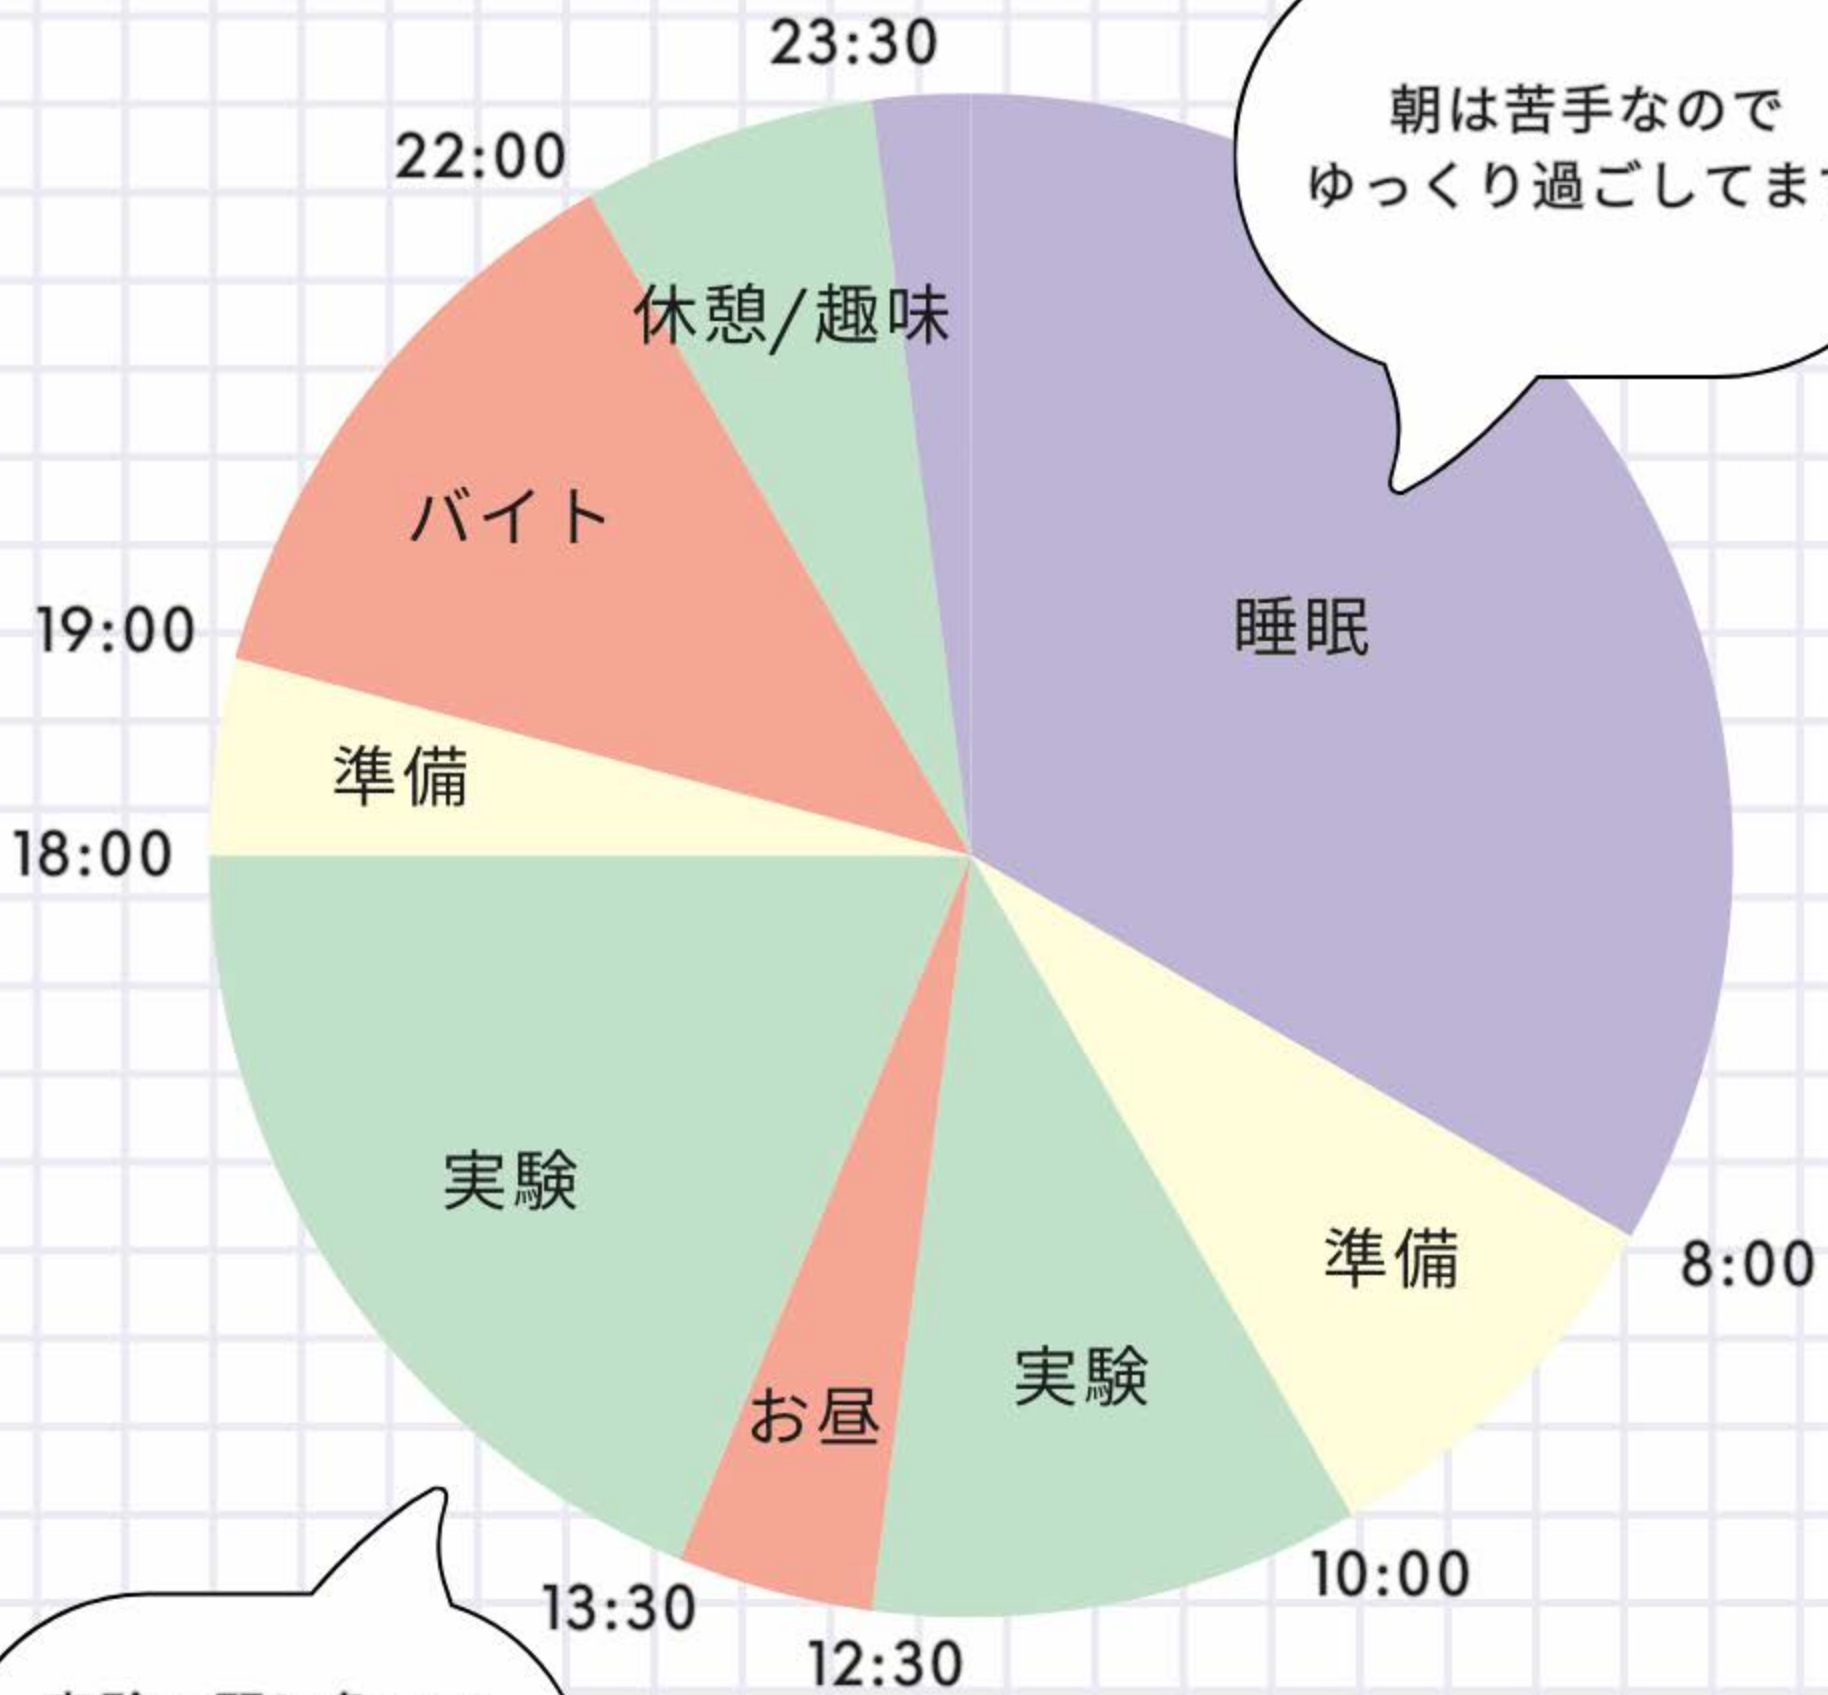 23:30
朝は苦手なので
ゆっくり過ごしてます
22:00
休憩/趣味
バイト
睡眠
19:00
準備
18:00
実験
準備
8:00
実験
お昼
10:00
13:30
12:30